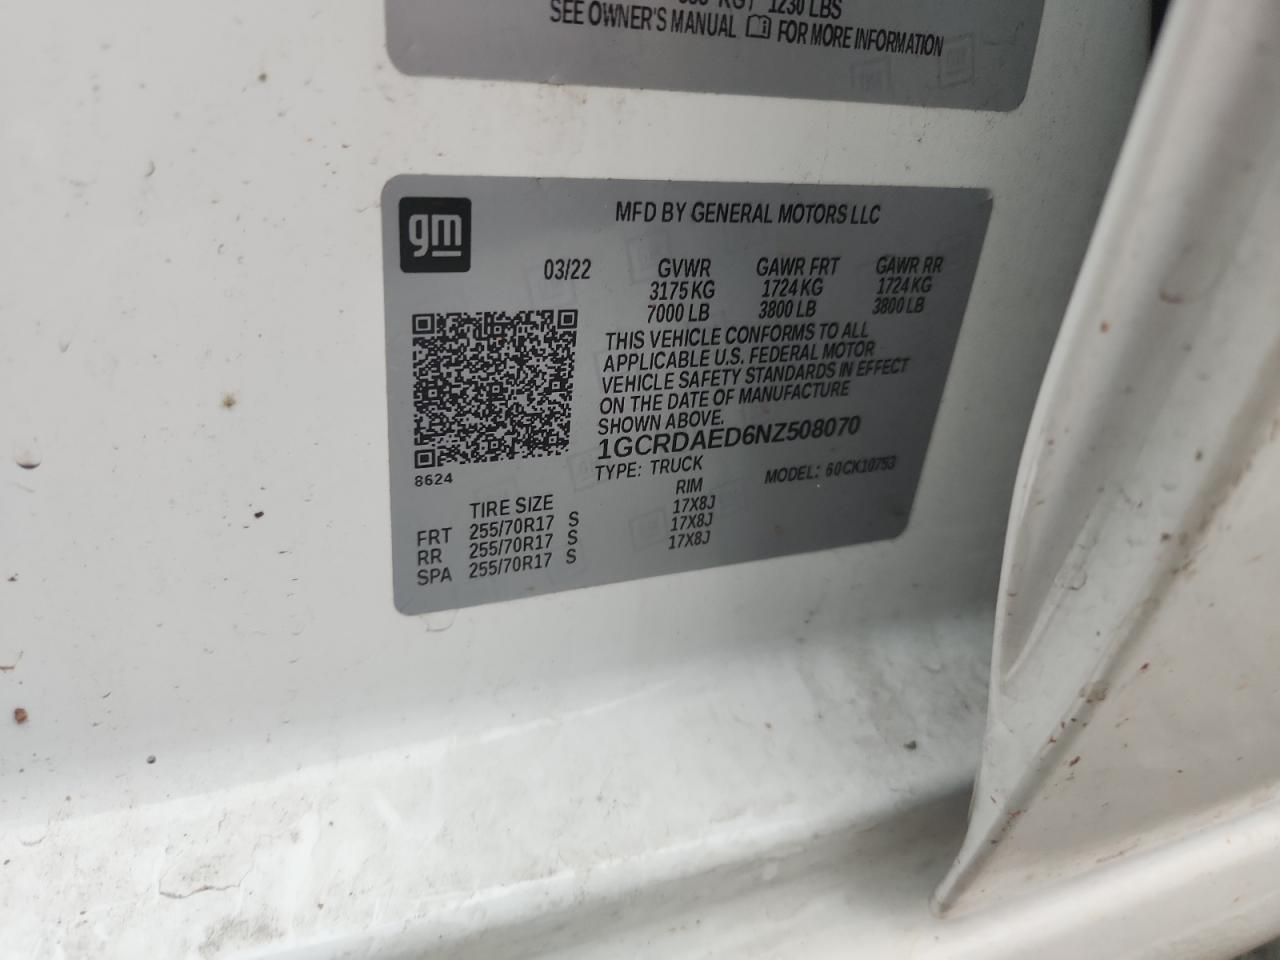 1230 LBS
SEE OWNER'S MANUAL FOR MORE INFORMATION
gm
MFD BY GENERAL MOTORS LLC
03/22 GVWR GAWR FRT GAWR RR
3175 KG 1724 KG 1724 KG
7000 LB 3800 LB 3800 LB
THIS VEHICLE CONFORMS TO ALL
APPLICABLE U.S. FEDERAL MOTOR
VEHICLE SAFETY STANDARDS IN EFFECT
ON THE DATE OF MANUFACTURE
SHOWN ABOVE.
1GCRDAED6NZ508070
TYPE: TRUCK MODEL: 60CK10753
8624
TIRE SIZE RIM
FRT 255/70R17 S 17X8J
RR 255/70R17 S 17X8J
SPA 255/70R17 S 17X8J